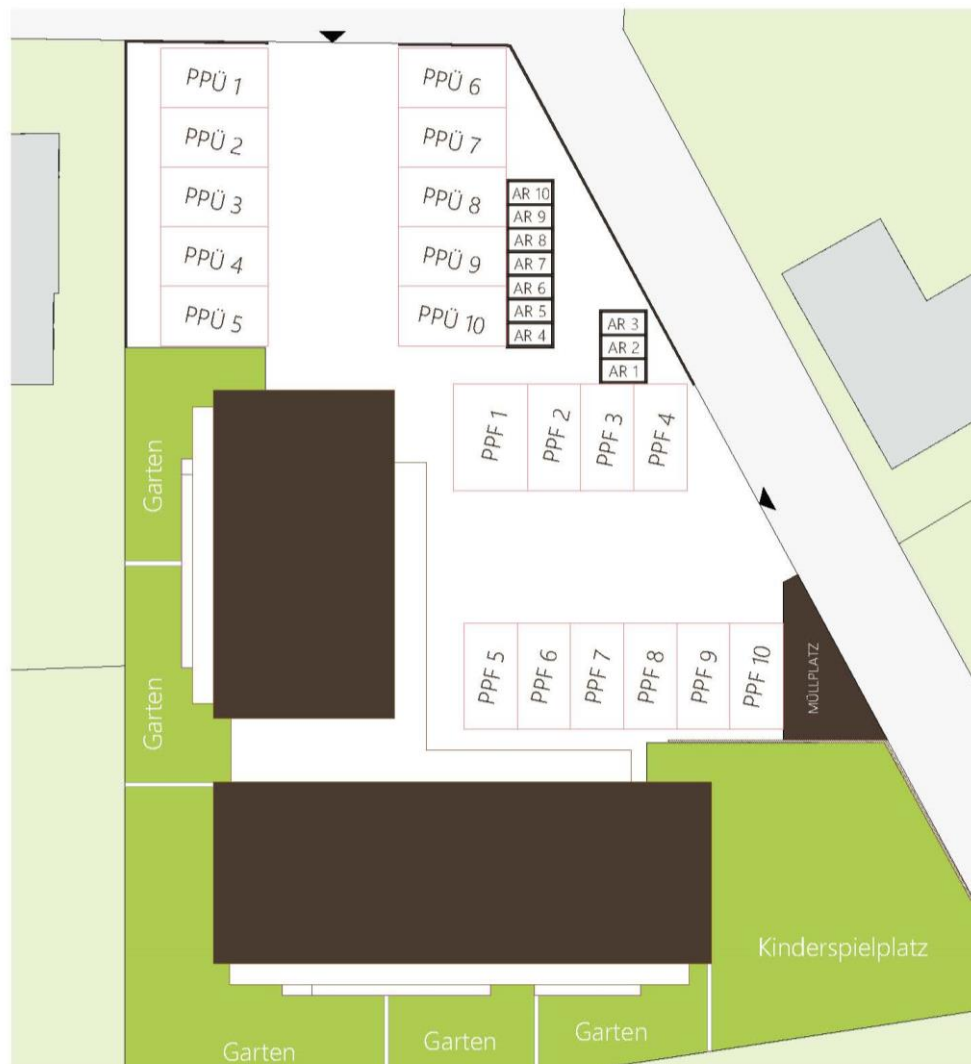 PPÜ 1
PPÜ 2
PPÜ 3
PPÜ 4
PPÜ 5
PPÜ 6
PPÜ 7
PPÜ 8
PPÜ 9
PPÜ 10
AR 10
AR 9
AR 8
AR 7
AR 6
AR 5
AR 4
AR 3
AR 2
AR 1
PPF 1
PPF 2
PPF 3
PPF 4
Garten
Garten
PPF 5
PPF 6
PPF 7
PPF 8
PPF 9
PPF 10
MÜLLPLATZ
Kinderspielplatz
Garten
Garten
Garten